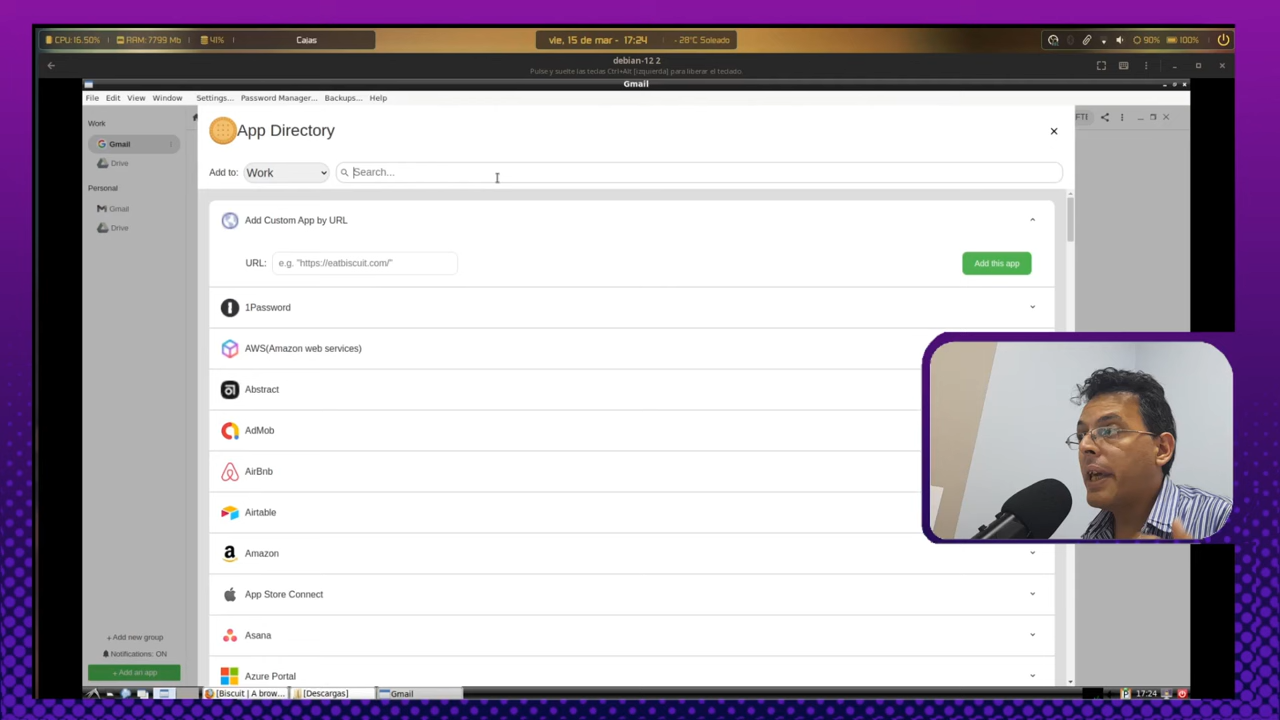 CPU:16.50%
RAM:7799 Mb
41%
Caias
vie, 15 de mar - 17:24
- 28°C Soleado
90%
100%
debian-12 2
Pulse y suelte las teclas Ctrl+Alt [izquierda] para liberar el teclado
Gmail
File Edit View Window Settings... Password Manager... Backups... Help
Work
Gmail
Drive
Personal
Gmail
Drive
+ Add new group
Notifications: ON
+ Add an app
App Directory
Add to: Work
Search...
Add Custom App by URL
URL: e.g. "https://eatbiscuit.com/"
Add this app
1Password
AWS(Amazon web services)
Abstract
AdMob
AirBnb
Airtable
Amazon
App Store Connect
Asana
Azure Portal
[Biscuit | A brow...
[Descargas]
Gmail
17:24